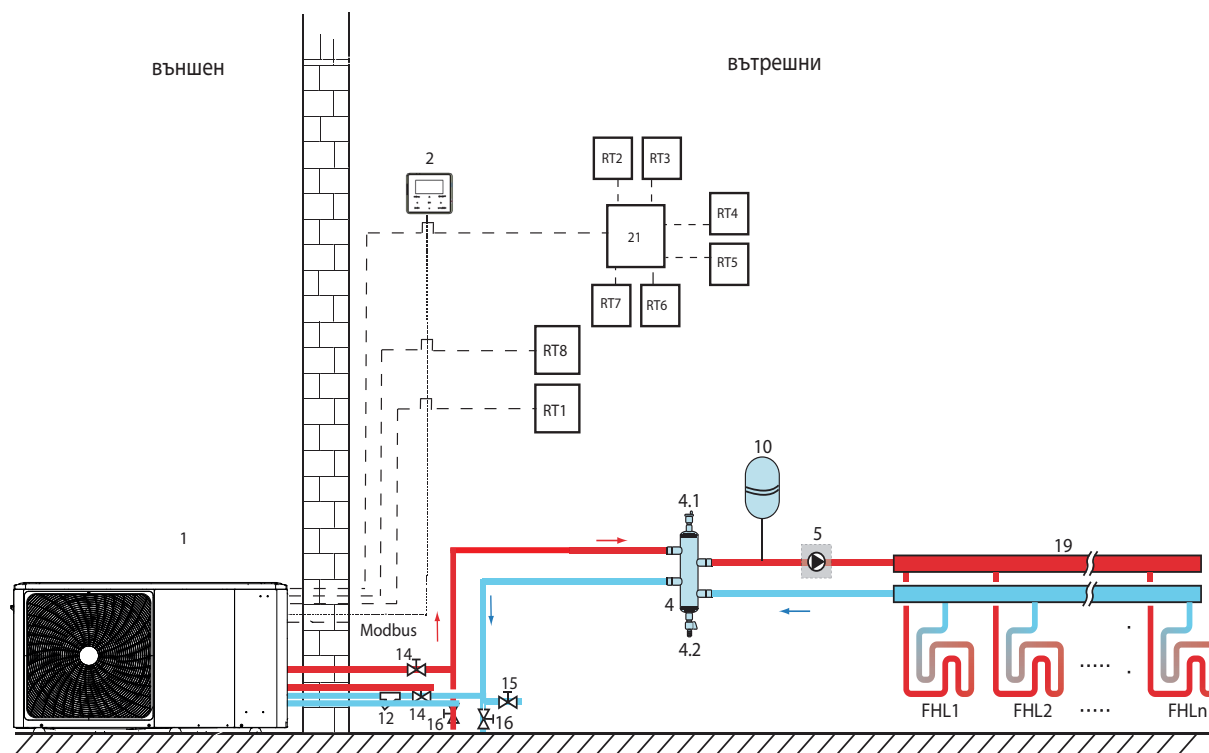 външен
вътрешни
2
RT2
RT3
RT4
21
RT5
RT7
RT6
RT8
RT1
10
4.1
1
5
19
4
Modbus
4.2
14
15
12
14
16
16
FHL1
FHL2
.....
.....
FHLn